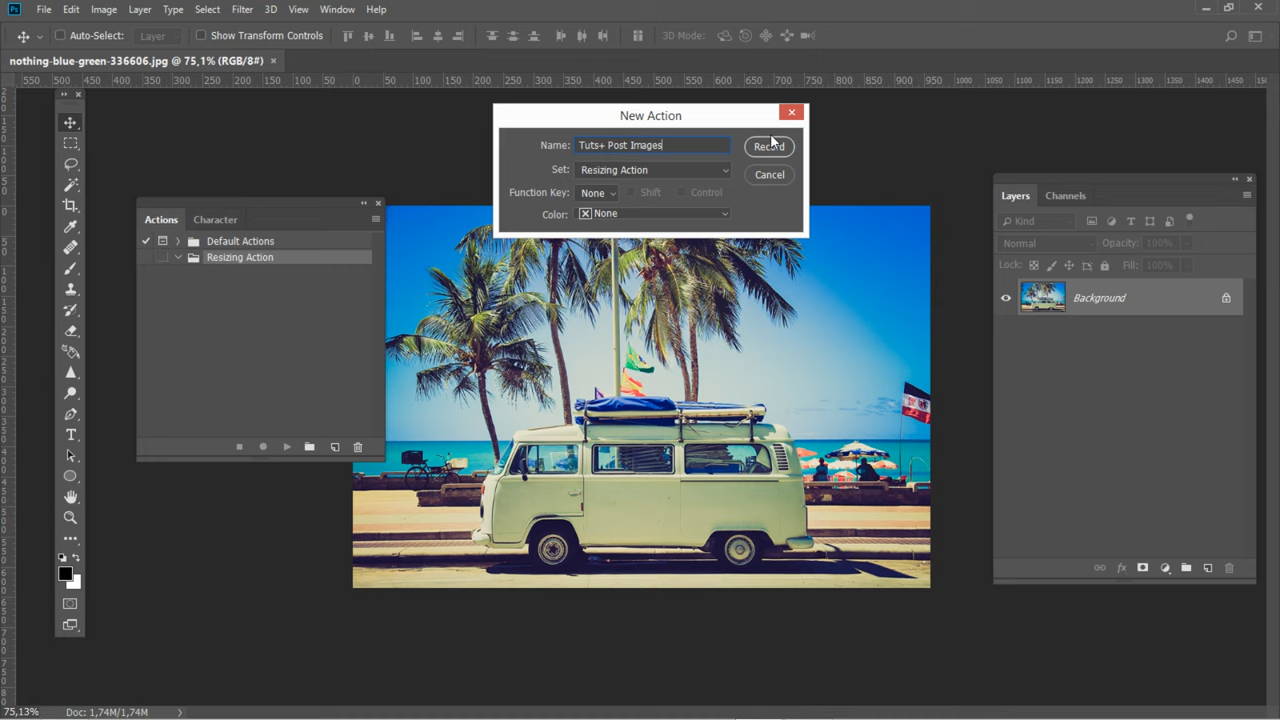 Ps File Edit Image Layer Type Select Filter 3D View Window Help
Auto-Select: Layer Show Transform Controls 3D Mode:
nothing-blue-green-336606.jpg @ 75,1% (RGB/8#) ×
550 500 450 400 350 300 250 200 150 100 50 0 50 100 150 200 250 300 350 400 450 500 550 600 650 700 750 800 850 900 950 1000 1050 1100 1150 1200 1250
New Action
Name: Tuts+ Post Images
Record
Set: Resizing Action
Cancel
Function Key: None Shift Control
Color: None
Actions Character
Default Actions
Resizing Action
Layers Channels
Kind
Normal Opacity: 100%
Lock: Fill: 100%
Background
75,13% Doc: 1,74M/1,74M